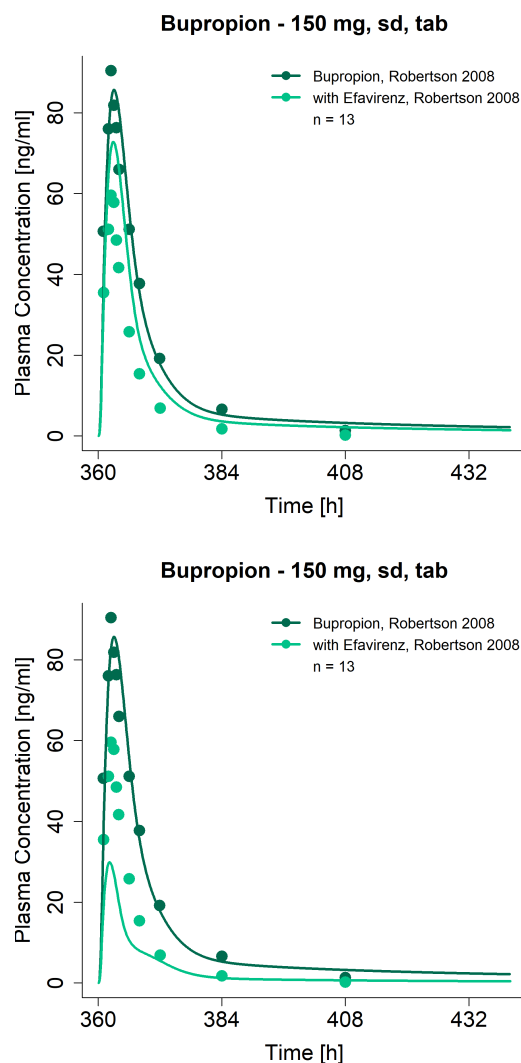 Bupropion - 150 mg, sd, tab
Bupropion, Robertson 2008
with Efavirenz, Robertson 2008
n = 13
Plasma Concentration [ng/ml]
80
60
40
20
0
360 384 408 432
Time [h]
Bupropion - 150 mg, sd, tab
Bupropion, Robertson 2008
with Efavirenz, Robertson 2008
n = 13
Plasma Concentration [ng/ml]
80
60
40
20
0
360 384 408 432
Time [h]